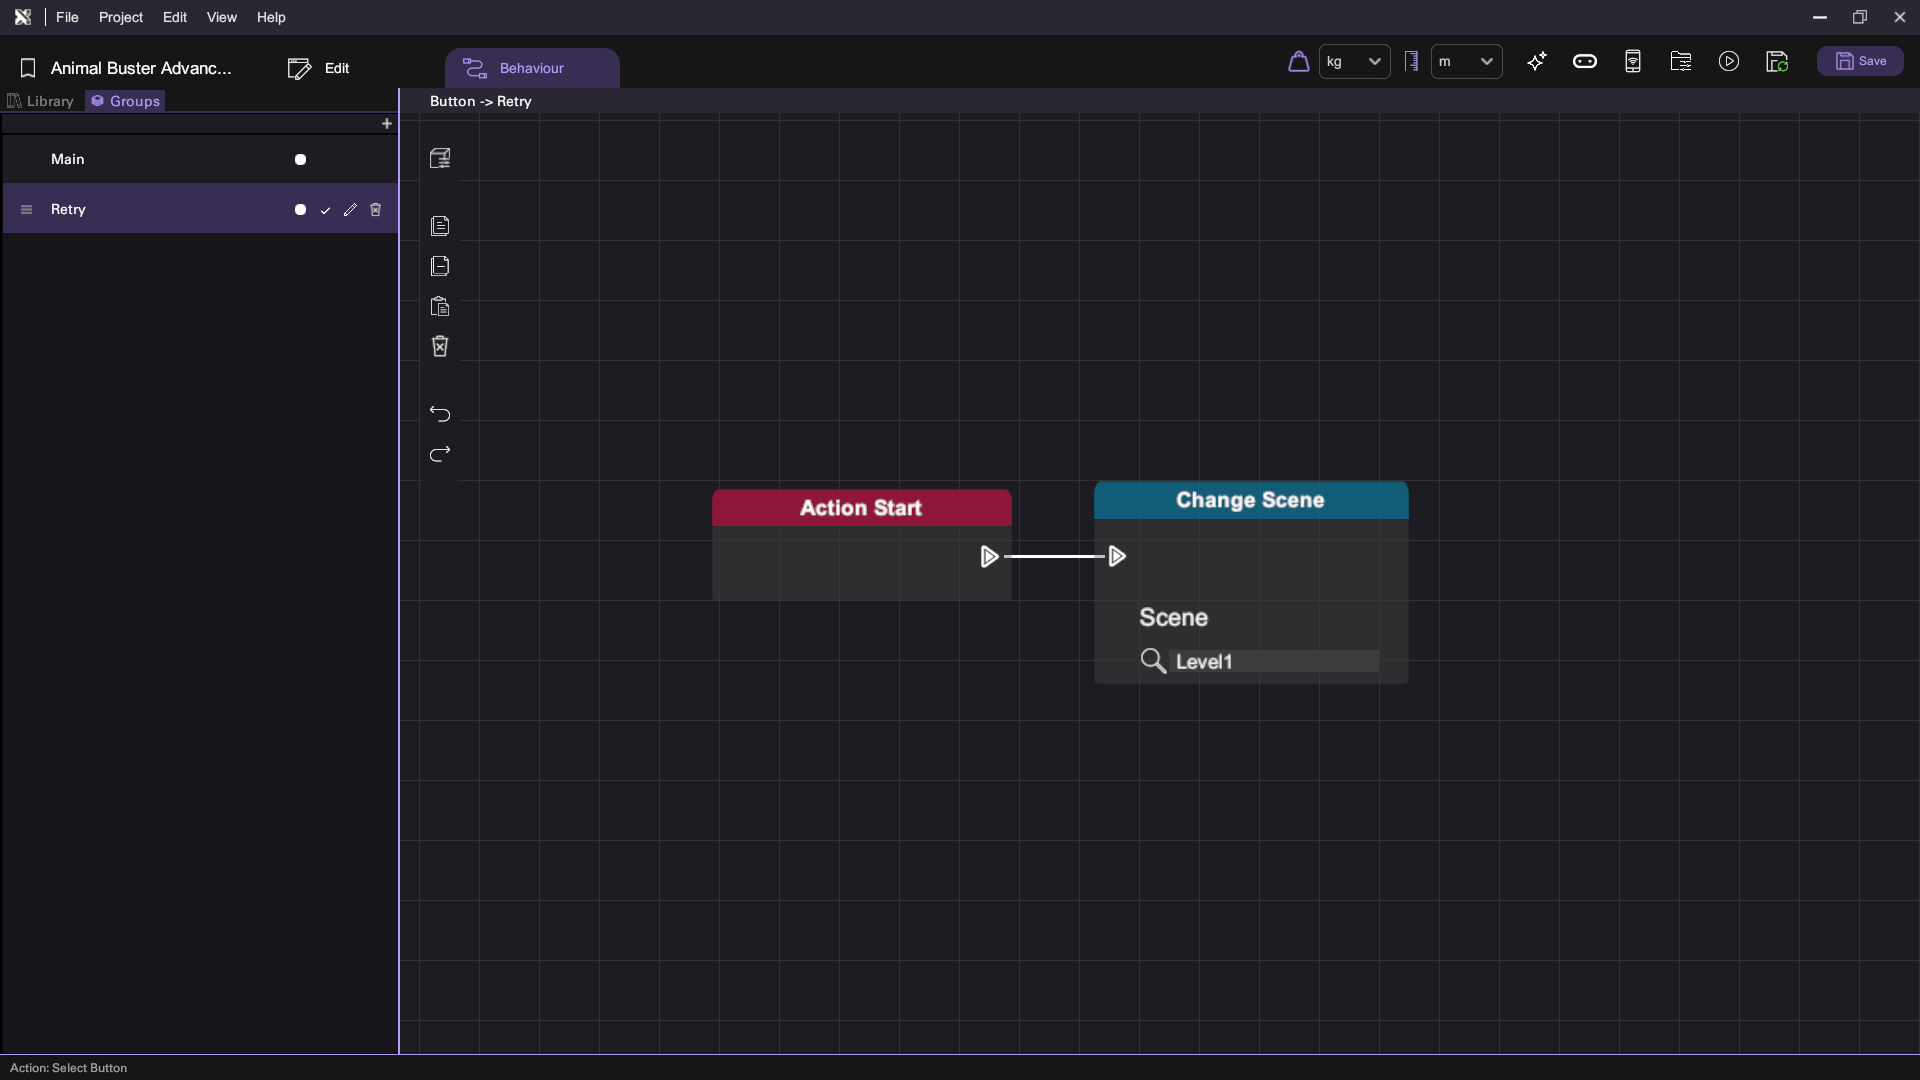 File Project Edit View Help
Animal Buster Advanc... Edit Behaviour kg m Save
Library Groups
Button -> Retry
Main
Retry
Action Start
Change Scene
Scene
Level1
Action: Select Button